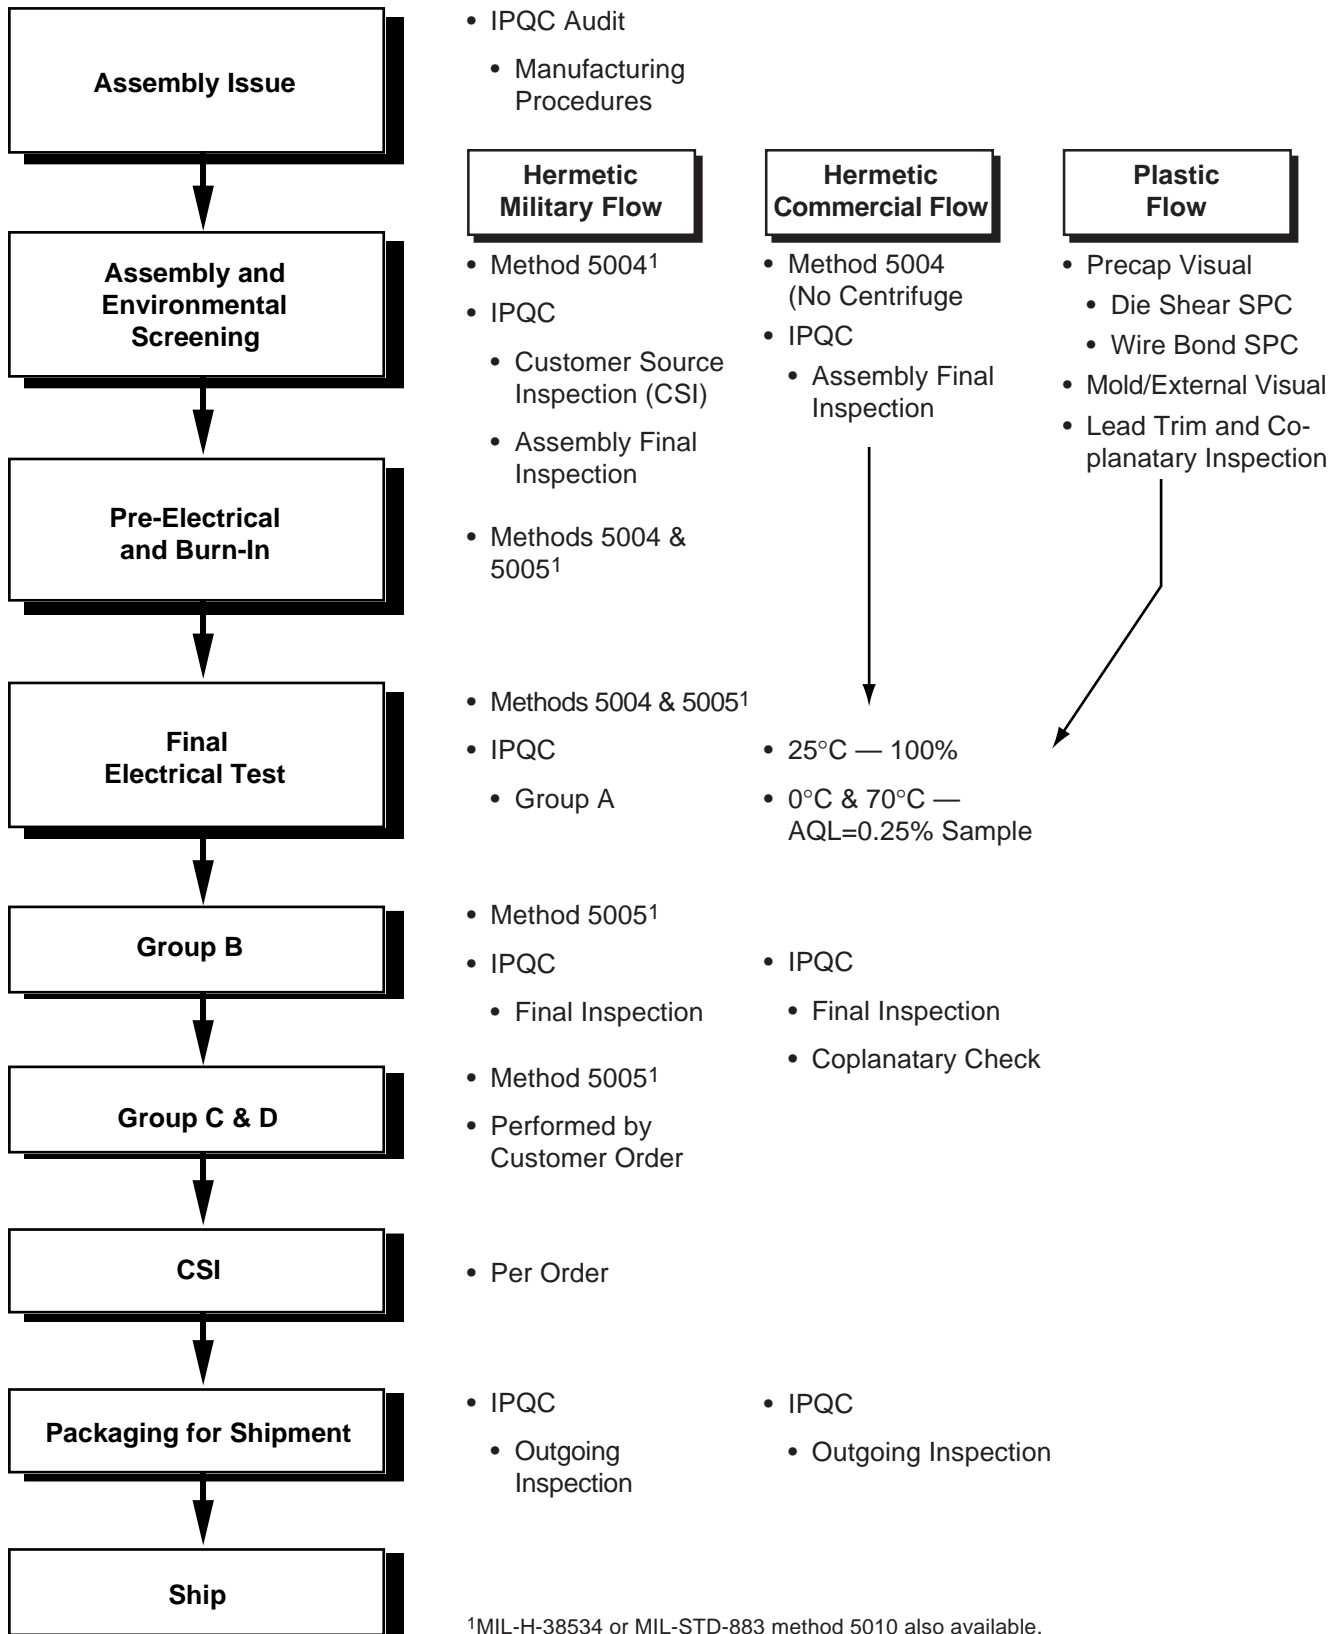 Assembly Issue
• IPQC Audit
• Manufacturing
Procedures
Hermetic
Military Flow
Hermetic
Commercial Flow
Plastic
Flow
Assembly and
Environmental
Screening
• Method 5004¹
• IPQC
• Customer Source
Inspection (CSI)
• Assembly Final
Inspection
• Method 5004
(No Centrifuge
• IPQC
• Assembly Final
Inspection
• Precap Visual
• Die Shear SPC
• Wire Bond SPC
• Mold/External Visual
• Lead Trim and Co-
planatary Inspection
Pre-Electrical
and Burn-In
• Methods 5004 &
5005¹
Final
Electrical Test
• Methods 5004 & 5005¹
• IPQC
• Group A
• 25°C — 100%
• 0°C & 70°C —
AQL=0.25% Sample
Group B
• Method 5005¹
• IPQC
• Final Inspection
• IPQC
• Final Inspection
• Coplanatary Check
Group C & D
• Method 5005¹
• Performed by
Customer Order
CSI
• Per Order
Packaging for Shipment
• IPQC
• Outgoing
Inspection
• IPQC
• Outgoing Inspection
Ship
¹MIL-H-38534 or MIL-STD-883 method 5010 also available.